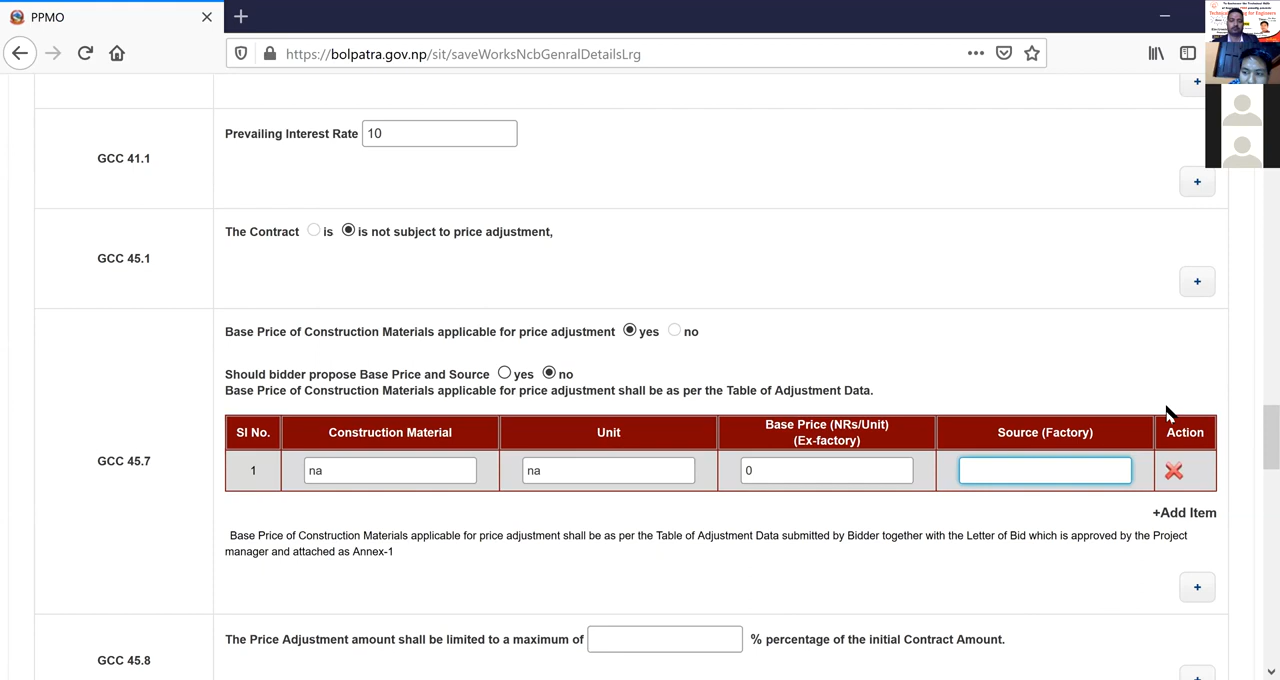 PPMO
https://bolpatra.gov.np/sit/saveWorksNcbGenralDetailsLrg
+
GCC 41.1
Prevailing Interest Rate 10
+
GCC 45.1
The Contract is is not subject to price adjustment,
+
GCC 45.7
Base Price of Construction Materials applicable for price adjustment yes no
Should bidder propose Base Price and Source yes no
Base Price of Construction Materials applicable for price adjustment shall be as per the Table of Adjustment Data.
Sl No. Construction Material Unit Base Price (NRs/Unit) (Ex-factory) Source (Factory) Action
1 na na 0
+Add Item
Base Price of Construction Materials applicable for price adjustment shall be as per the Table of Adjustment Data submitted by Bidder together with the Letter of Bid which is approved by the Project
manager and attached as Annex-1
+
GCC 45.8
The Price Adjustment amount shall be limited to a maximum of % percentage of the initial Contract Amount.